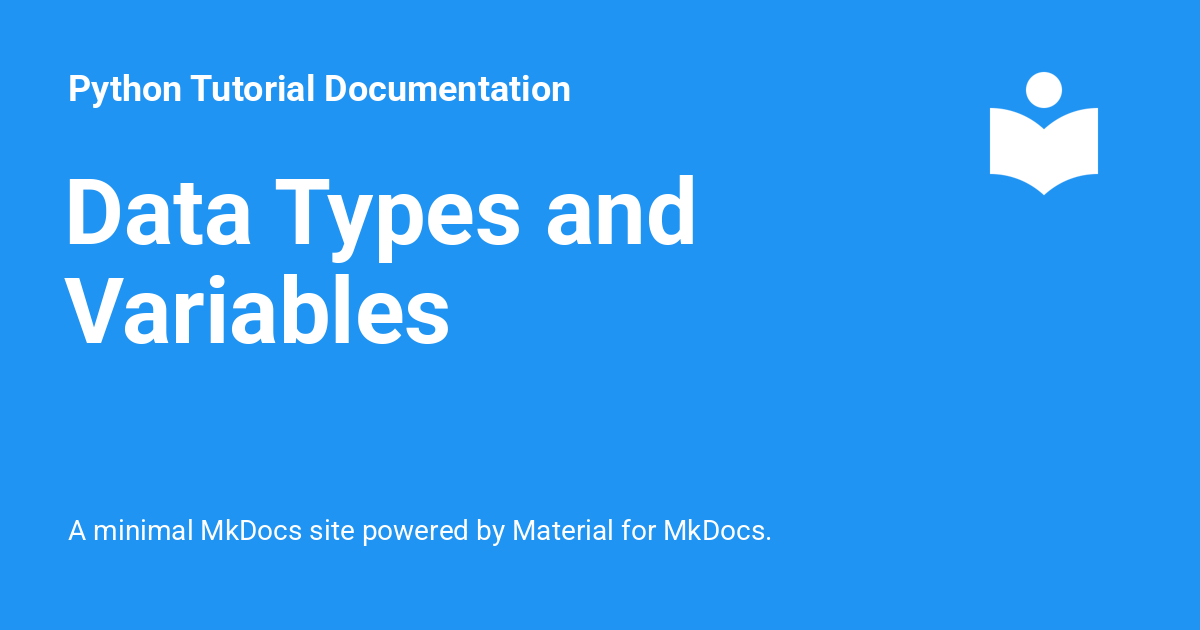 Python Tutorial Documentation
Data Types and
Variables
A minimal MkDocs site powered by Material for MkDocs.